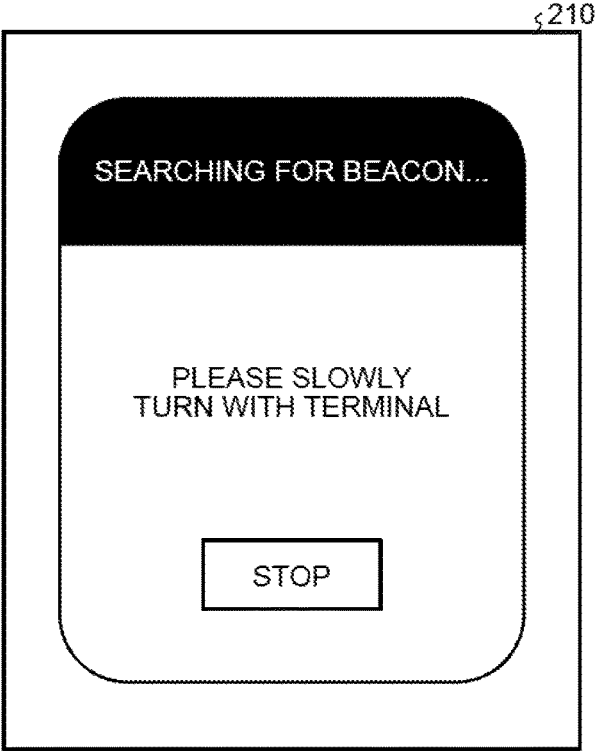 210
SEARCHING FOR BEACON...
PLEASE SLOWLY
TURN WITH TERMINAL
STOP